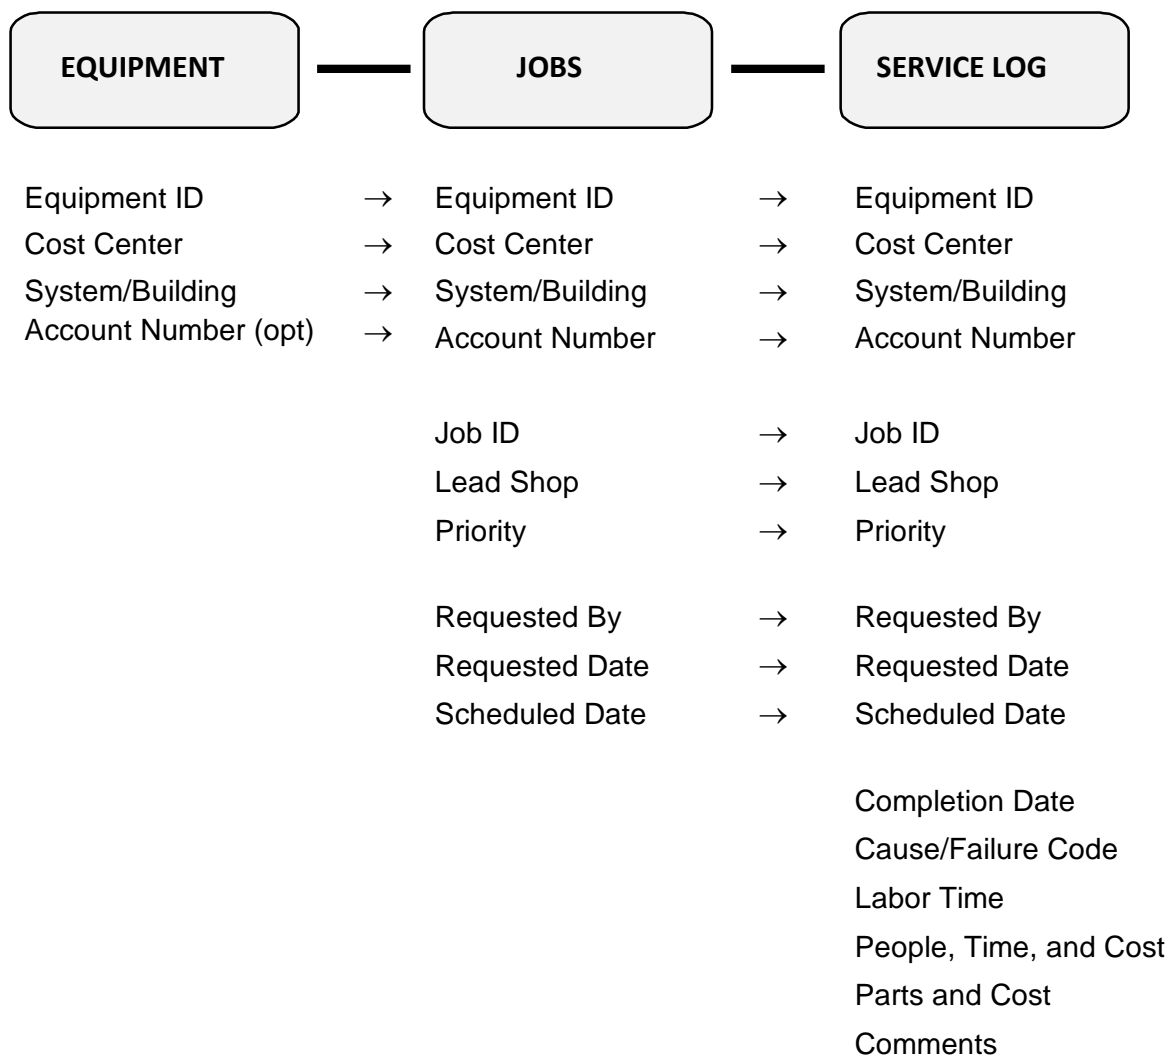 EQUIPMENT JOBS SERVICE LOG
Equipment ID → Equipment ID → Equipment ID
Cost Center → Cost Center → Cost Center
System/Building → System/Building → System/Building
Account Number (opt) → Account Number → Account Number
Job ID → Job ID
Lead Shop → Lead Shop
Priority → Priority
Requested By → Requested By
Requested Date → Requested Date
Scheduled Date → Scheduled Date
Completion Date
Cause/Failure Code
Labor Time
People, Time, and Cost
Parts and Cost
Comments